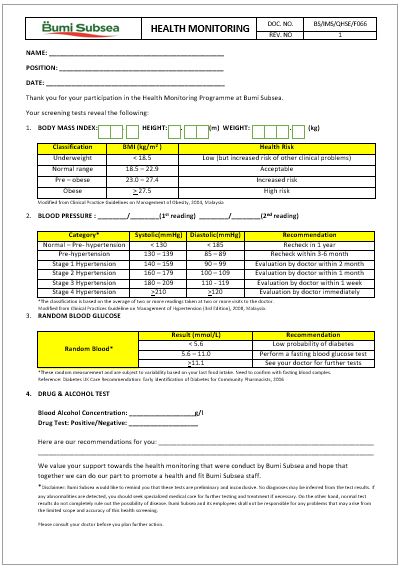 Bumi Subsea
HEALTH MONITORING
DOC. NO. BS/IMS/QHSE/F066
REV. NO 1
NAME: ____________________
POSITION: ____________________
DATE: ____________________
Thank you for your participation in the Health Monitoring Programme at Bumi Subsea.
Your screening tests reveal the following:
1. BODY MASS INDEX: . HEIGHT: . (m) WEIGHT: . (kg)
Classification BMI (kg/m²) Health Risk
Underweight < 18.5 Low (but increased risk of other clinical problems)
Normal range 18.5 – 22.9 Acceptable
Pre – obese 23.0 – 27.4 Increased risk
Obese > 27.5 High risk
Modified from Clinical Practice Guidelines on Management of Obesity, 2004, Malaysia
2. BLOOD PRESSURE : ________/________(1st reading) ________/________(2nd reading)
Category* Systolic(mmHg) Diastolic(mmHg) Recommendation
Normal – Pre- hypertension < 130 < 185 Recheck in 1 year
Pre-hypertension 130 – 139 85 – 89 Recheck within 3-6 month
Stage 1 Hypertension 140 – 159 90 – 99 Evaluation by doctor within 2 month
Stage 2 Hypertension 160 – 179 100 – 109 Evaluation by doctor within 1 month
Stage 3 Hypertension 180 – 209 110 - 119 Evaluation by doctor within 1 week
Stage 4 Hypertension >210 >120 Evaluation by doctor immediately
*The classification is based on the average of two or more readings taken at two or more visits to the doctor.
Modified from Clinical Practices Guideline on Management of Hypertension (3rd Edition), 2008, Malaysia.
3. RANDOM BLOOD GLUCOSE
Random Blood* Result (mmol/L) Recommendation
< 5.6 Low probability of diabetes
5.6 – 11.0 Perform a fasting blood glucose test
>11.1 See your doctor for further tests
*These random measurement and are subject to variability based on your last food intake. Need to confirm with fasting blood samples.
Reference: Diabetes UK Care Recommendation: Early Identification of Diabetes for Community Pharmacists, 2006
4. DRUG & ALCOHOL TEST
Blood Alcohol Concentration: ____________________g/l
Drug Test: Positive/Negative: ____________________
Here are our recommendations for you: ____________________
We value your support towards the health monitoring that were conduct by Bumi Subsea and hope that
together we can do our part to promote a health and fit Bumi Subsea staff.
*Disclaimer: Bumi Subsea would like to remind you that these tests are preliminary and inconclusive. No diagnoses may be inferred from the test results. If
any abnormalities are detected, you should seek specialized medical care for further testing and treatment if necessary. On the other hand, normal test
results do not completely rule out the possibility of disease. Bumi Subsea and its employees shall not be responsible for any problems that may arise from
the limited scope and accuracy of this health screening.
Please consult your doctor before you plan further action.